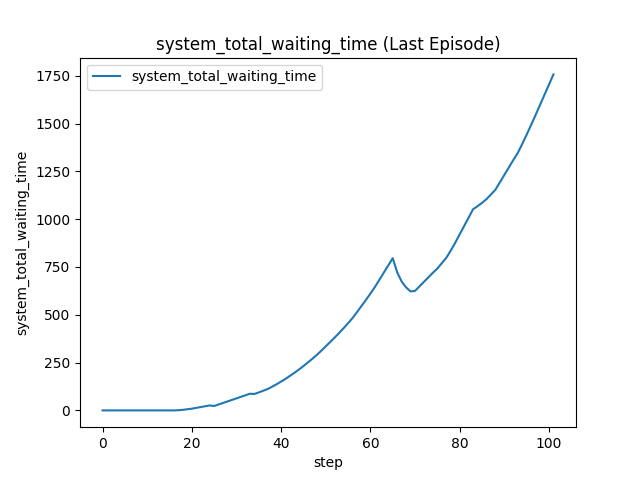 system_total_waiting_time (Last Episode)
system_total_waiting_time
system_total_waiting_time
1750
1500
1250
1000
750
500
250
0
0 20 40 60 80 100
step